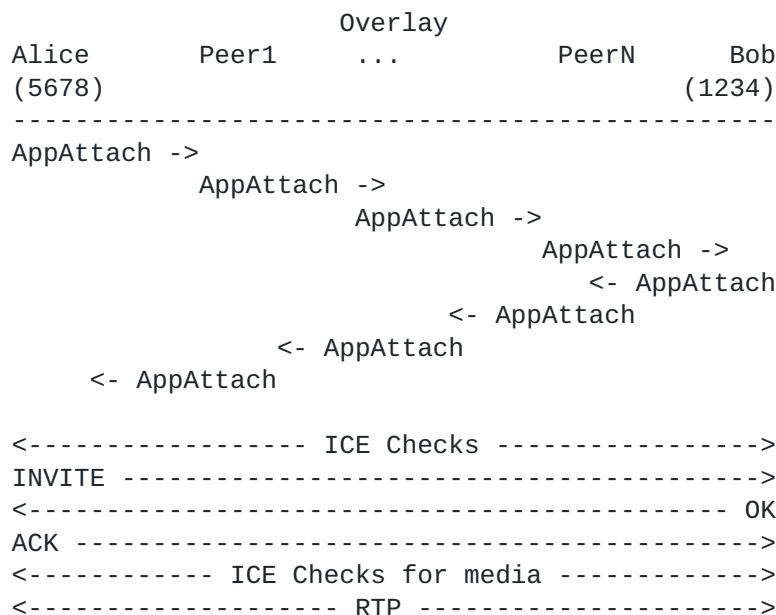 Overlay
Alice       Peer1     ...          PeerN       Bob
(5678)                                     (1234)
-------------------------------------------------
AppAttach ->
            AppAttach ->
                      AppAttach ->
                                  AppAttach ->
                                     <- AppAttach
                            <- AppAttach
                 <- AppAttach
     <- AppAttach

<------------------ ICE Checks ----------------->
INVITE ----------------------------------------->
<--------------------------------------------- OK
ACK -------------------------------------------->
<------------ ICE Checks for media ------------->
<-------------------- RTP ---------------------->